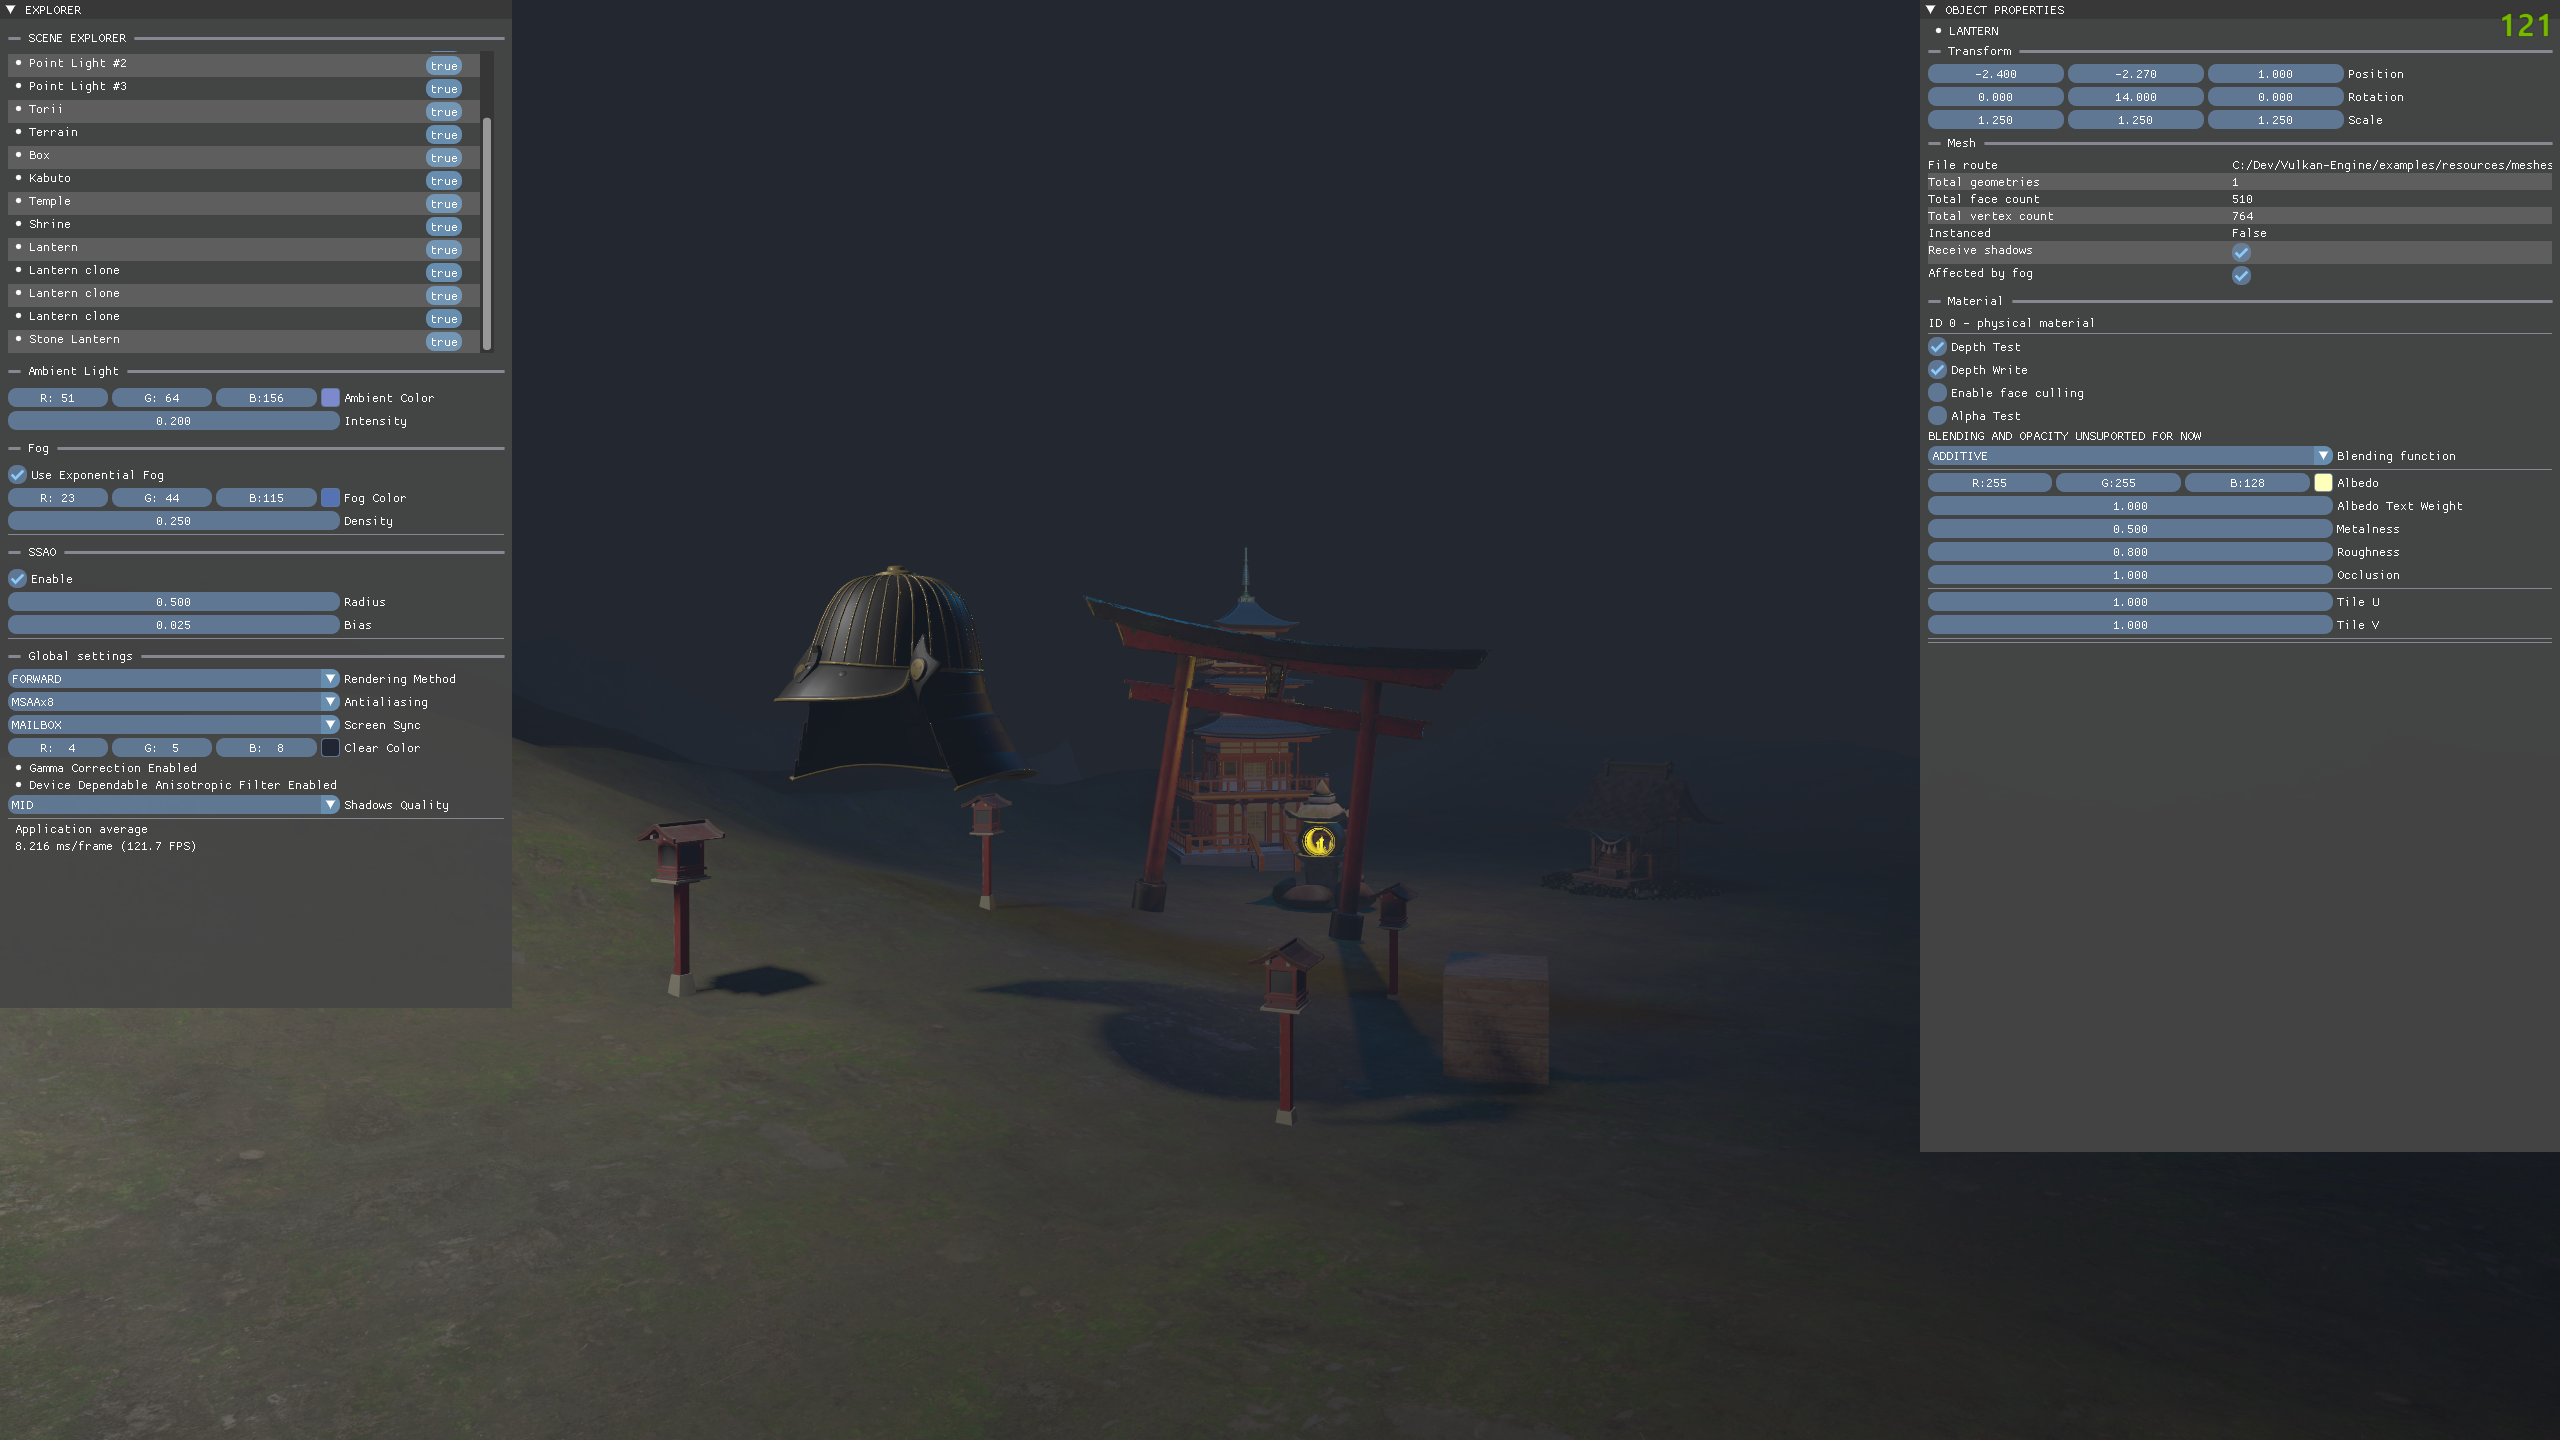 EXPLORER
SCENE EXPLORER
Point Light #2 true
Point Light #3 true
Torii true
Terrain true
Box true
Kabuto true
Temple true
Shrine true
Lantern true
Lantern clone true
Lantern clone true
Lantern clone true
Stone Lantern true
Ambient Light
R: 51 G: 64 B:156 Ambient Color
0.200 Intensity
Fog
Use Exponential Fog
R: 23 G: 44 B:115 Fog Color
0.250 Density
SSAO
Enable
0.500 Radius
0.025 Bias
Global settings
FORWARD Rendering Method
MSAAx8 Antialiasing
MAILBOX Screen Sync
R: 4 G: 5 B: 8 Clear Color
Gamma Correction Enabled
Device Dependable Anisotropic Filter Enabled
MID Shadows Quality
Application average
8.216 ms/frame (121.7 FPS)
OBJECT PROPERTIES
121
LANTERN
Transform
-2.400 -2.270 1.000 Position
0.000 14.000 0.000 Rotation
1.250 1.250 1.250 Scale
Mesh
File route C:/Dev/Vulkan-Engine/examples/resources/meshes
Total geometries 1
Total face count 510
Total vertex count 764
Instanced False
Receive shadows
Affected by fog
Material
ID 0 - physical material
Depth Test
Depth Write
Enable face culling
Alpha Test
BLENDING AND OPACITY UNSUPORTED FOR NOW
ADDITIVE Blending function
R:255 G:255 B:128 Albedo
1.000 Albedo Text Weight
0.500 Metalness
0.800 Roughness
1.000 Occlusion
1.000 Tile U
1.000 Tile V